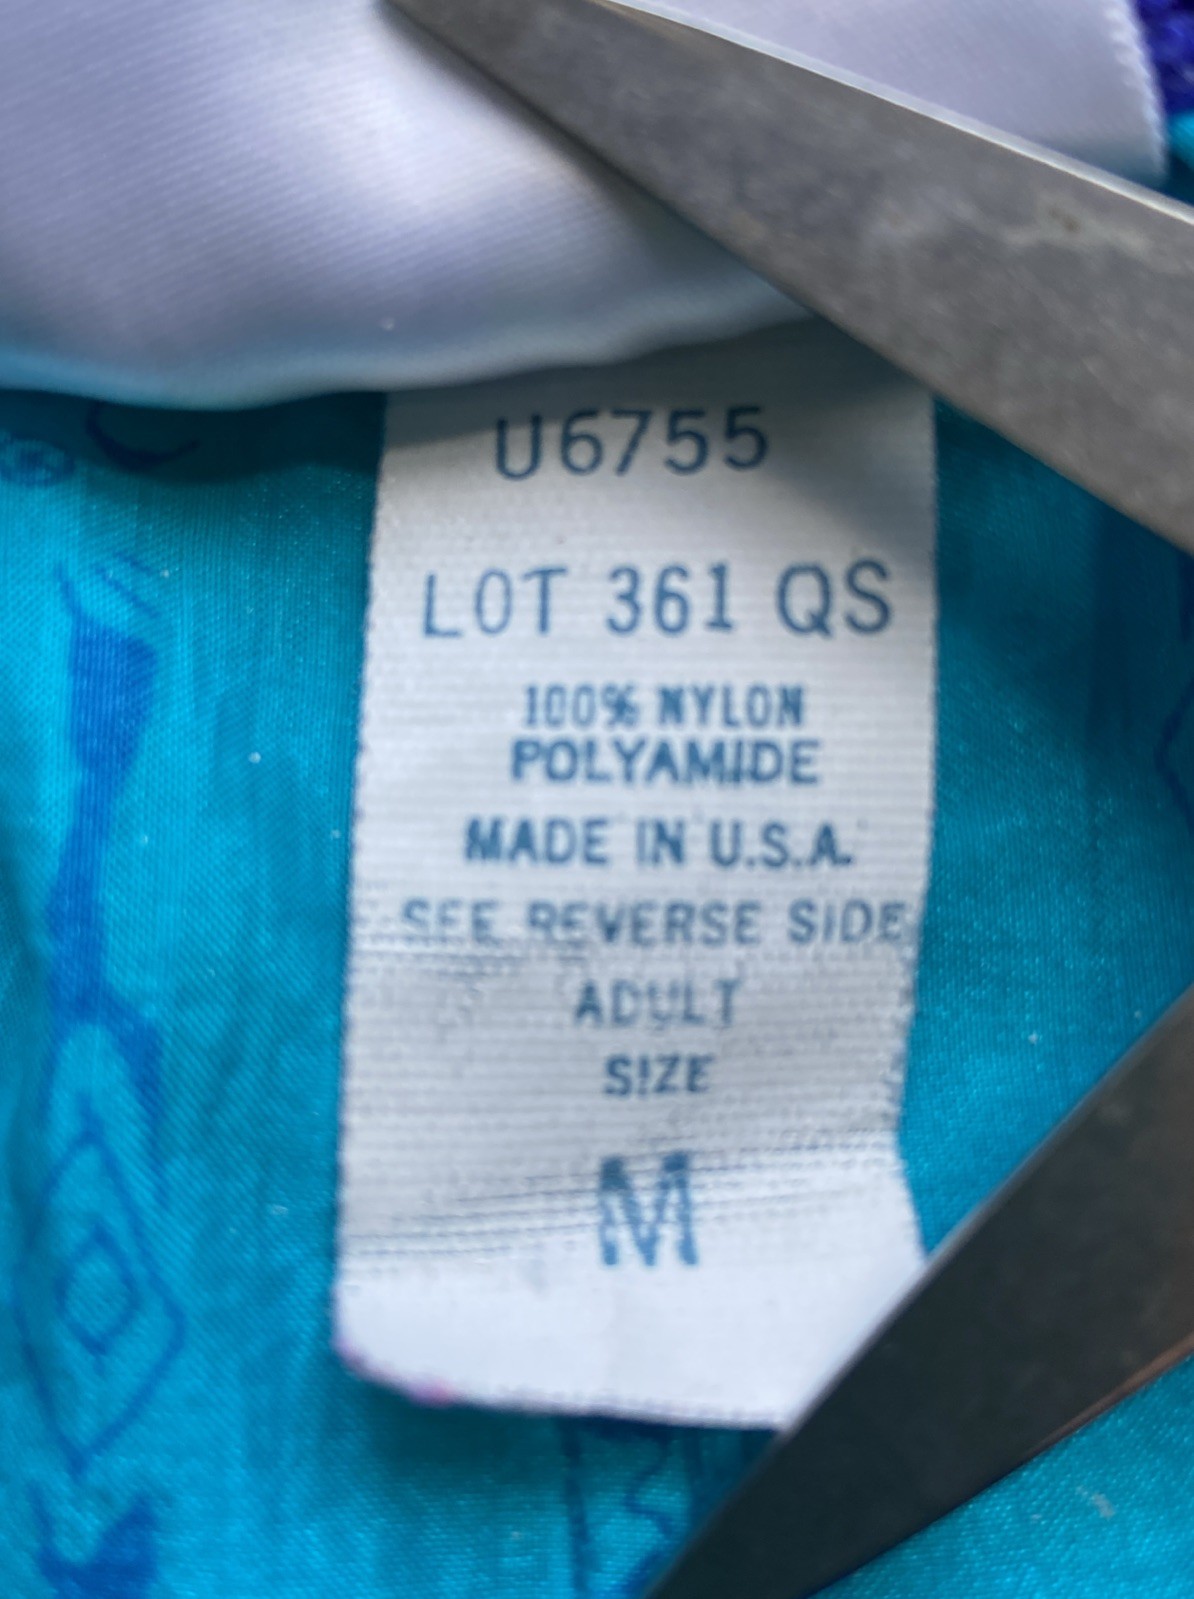 U6755
LOT 361 QS
100% NYLON
POLYAMIDE
MADE IN U.S.A.
SEE REVERSE SIDE
ADULT
SIZE
M